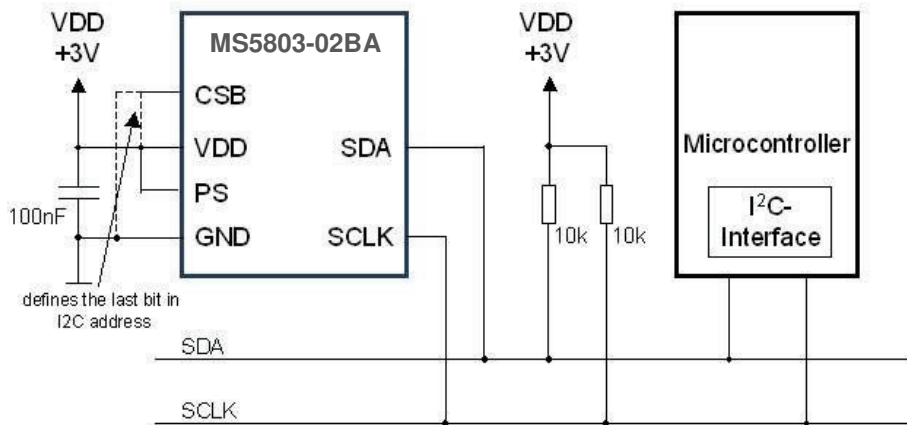 VDD
+3V
MS5803-02BA
CSB
VDD
PS
GND
SDA
SCLK
100nF
defines the last bit in
I2C address
VDD
+3V
10k
10k
Microcontroller
I²C-
Interface
SDA
SCLK